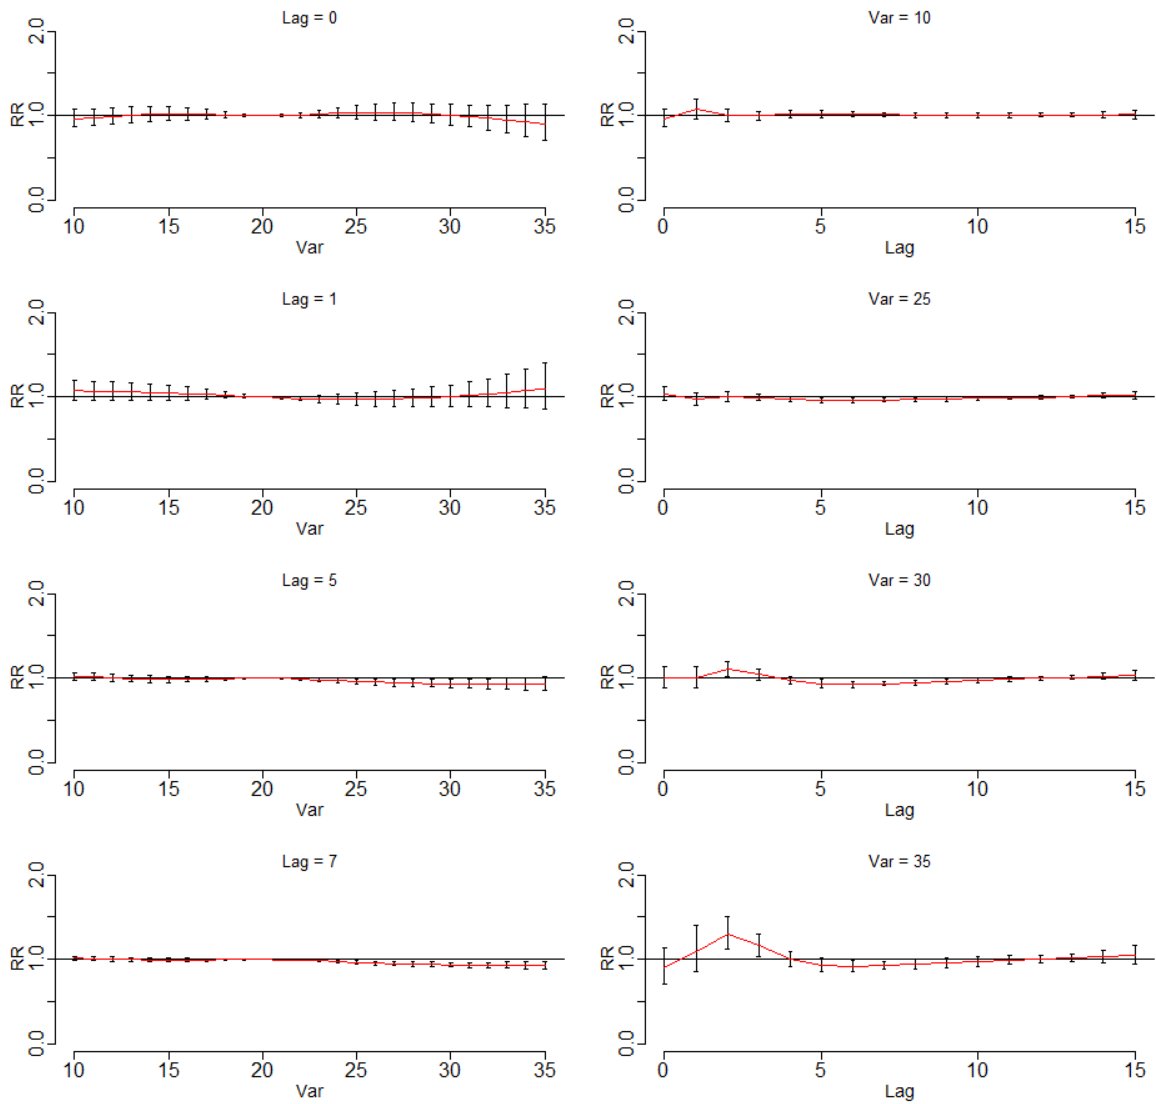 Lag = 0
2.0
1.0
0.0
RR
10 15 20 25 30 35
Var
Var = 10
2.0
1.0
0.0
RR
0 5 10 15
Lag
Lag = 1
2.0
1.0
0.0
RR
10 15 20 25 30 35
Var
Var = 25
2.0
1.0
0.0
RR
0 5 10 15
Lag
Lag = 5
2.0
1.0
0.0
RR
10 15 20 25 30 35
Var
Var = 30
2.0
1.0
0.0
RR
0 5 10 15
Lag
Lag = 7
2.0
1.0
0.0
RR
10 15 20 25 30 35
Var
Var = 35
2.0
1.0
0.0
RR
0 5 10 15
Lag